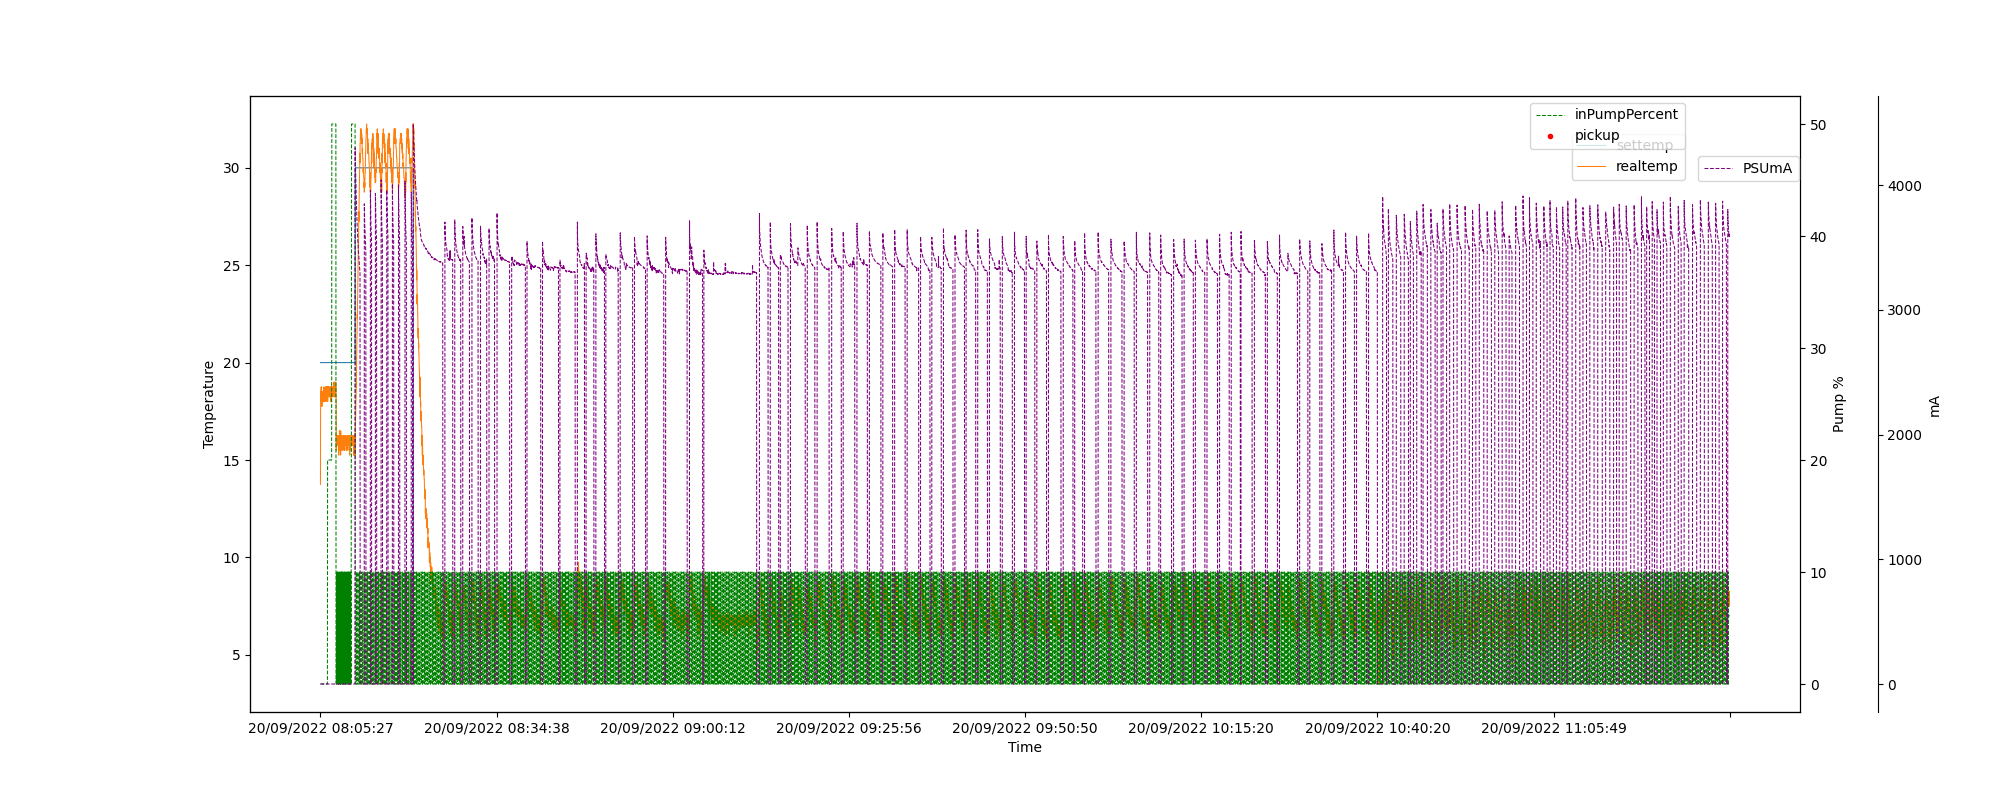 inPumpPercent
pickup
settemp
realtemp
PSUmA
30
25
20
15
10
5
Temperature
50
40
30
20
10
0
Pump %
4000
3000
2000
1000
0
mA
20/09/2022 08:05:27
20/09/2022 08:34:38
20/09/2022 09:00:12
20/09/2022 09:25:56
20/09/2022 09:50:50
20/09/2022 10:15:20
20/09/2022 10:40:20
20/09/2022 11:05:49
Time